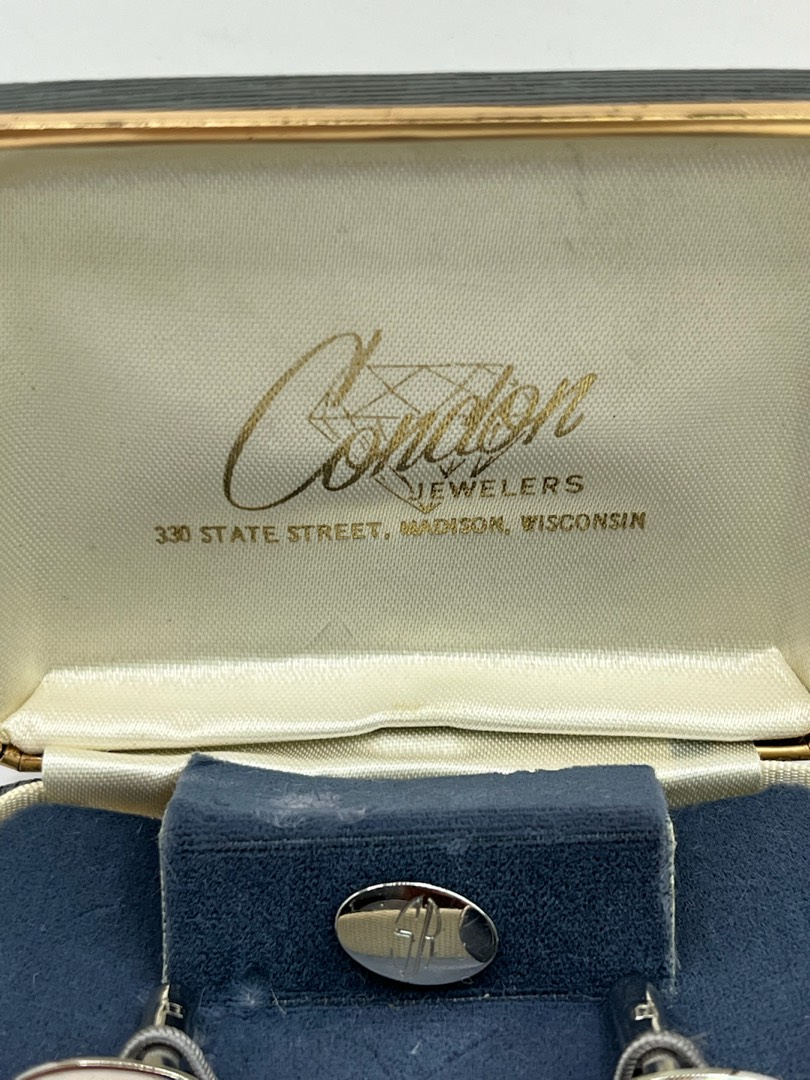 Condon
JEWELERS
330 STATE STREET, MADISON, WISCONSIN